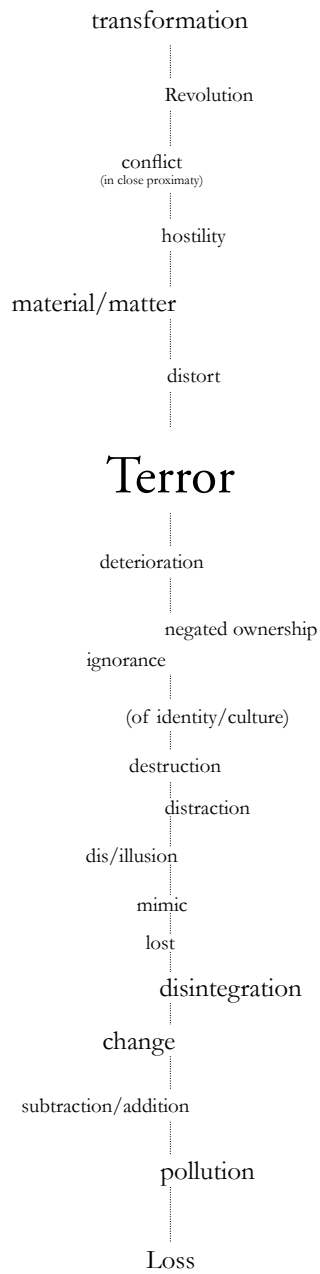 transformation
Revolution
conflict
(in close proximaty)
hostility
material/matter
distort
Terror
deterioration
negated ownership
ignorance
(of identity/culture)
destruction
distraction
dis/illusion
mimic
lost
disintegration
change
subtraction/addition
pollution
Loss